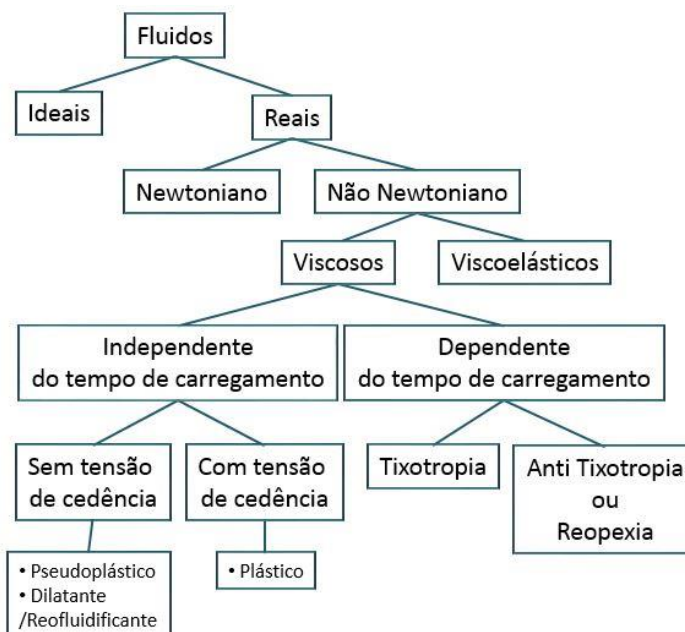 Fluidos
Ideais
Reais
Newtoniano
Não Newtoniano
Viscosos
Viscoelásticos
Independente
do tempo de carregamento
Dependente
do tempo de carregamento
Sem tensão
de cedência
Com tensão
de cedência
Tixotropia
Anti Tixotropia
ou
Reopexia
• Pseudoplástico
• Dilatante
/Reofluidificante
• Plástico